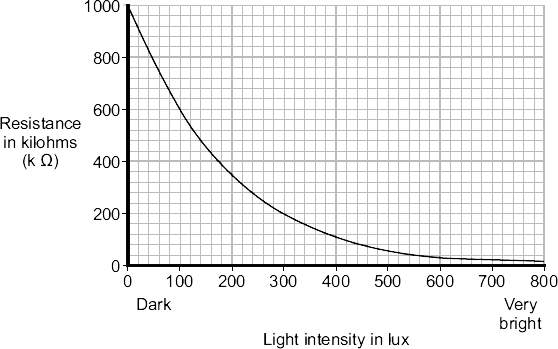 1000
800
600
400
200
0
Resistance
in kilohms
(k Ω)
0 100 200 300 400 500 600 700 800
Dark
Very
bright
Light intensity in lux